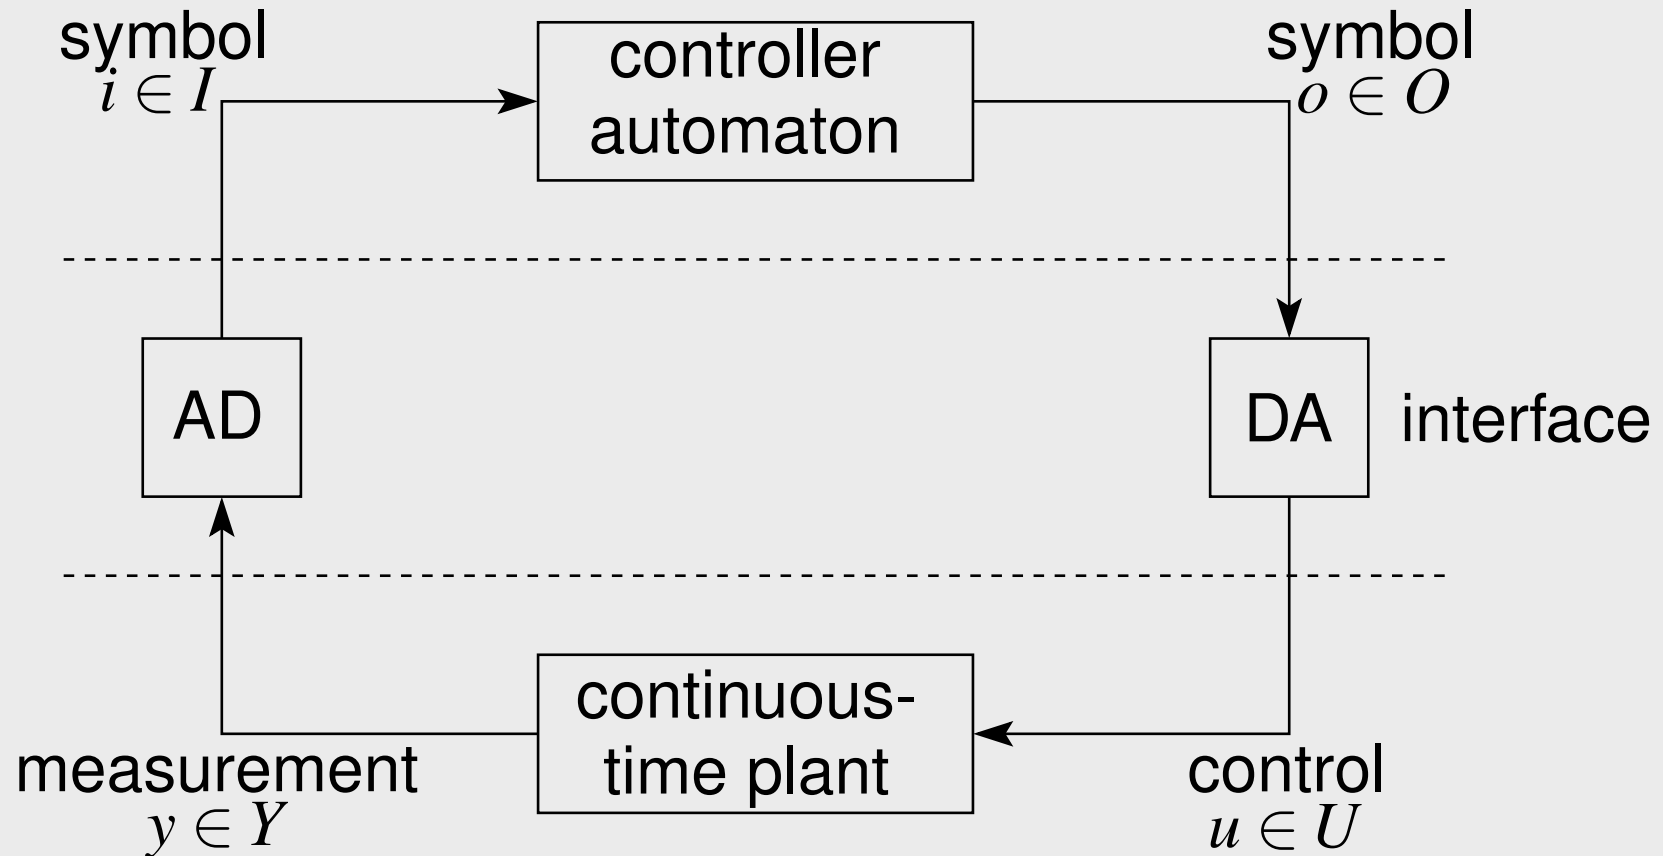 symbol
i ∈ I
controller
automaton
symbol
o ∈ O
AD
DA
interface
measurement
y ∈ Y
continuous-
time plant
control
u ∈ U